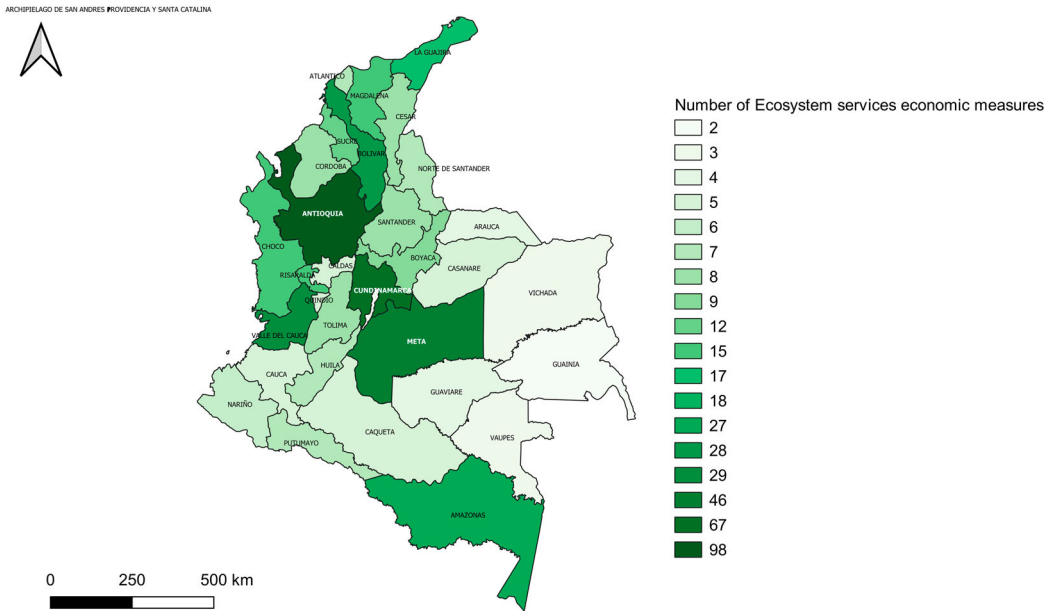 ARCHIPIELAGO DE SAN ANDRES PROVIDENCIA Y SANTA CATALINA
LA GUAJIRA
ATLANTICO
MAGDALENA
CESAR
SUCRE
BOLIVAR
NORTE DE SANTANDER
CORDOBA
ANTIOQUIA
SANTANDER
ARAUCA
CHOCO
BOYACA
CALDAS
CASANARE
RISARALDA
CUNDINAMARCA
VICHADA
QUINDIO
TOLIMA
VALLE DEL CAUCA
META
HUILA
GUAINIA
CAUCA
GUAVIARE
NARIÑO
CAQUETA
VAUPES
PUTUMAYO
AMAZONAS
Number of Ecosystem services economic measures
2
3
4
5
6
7
8
9
12
15
17
18
27
28
29
46
67
98
0 250 500 km